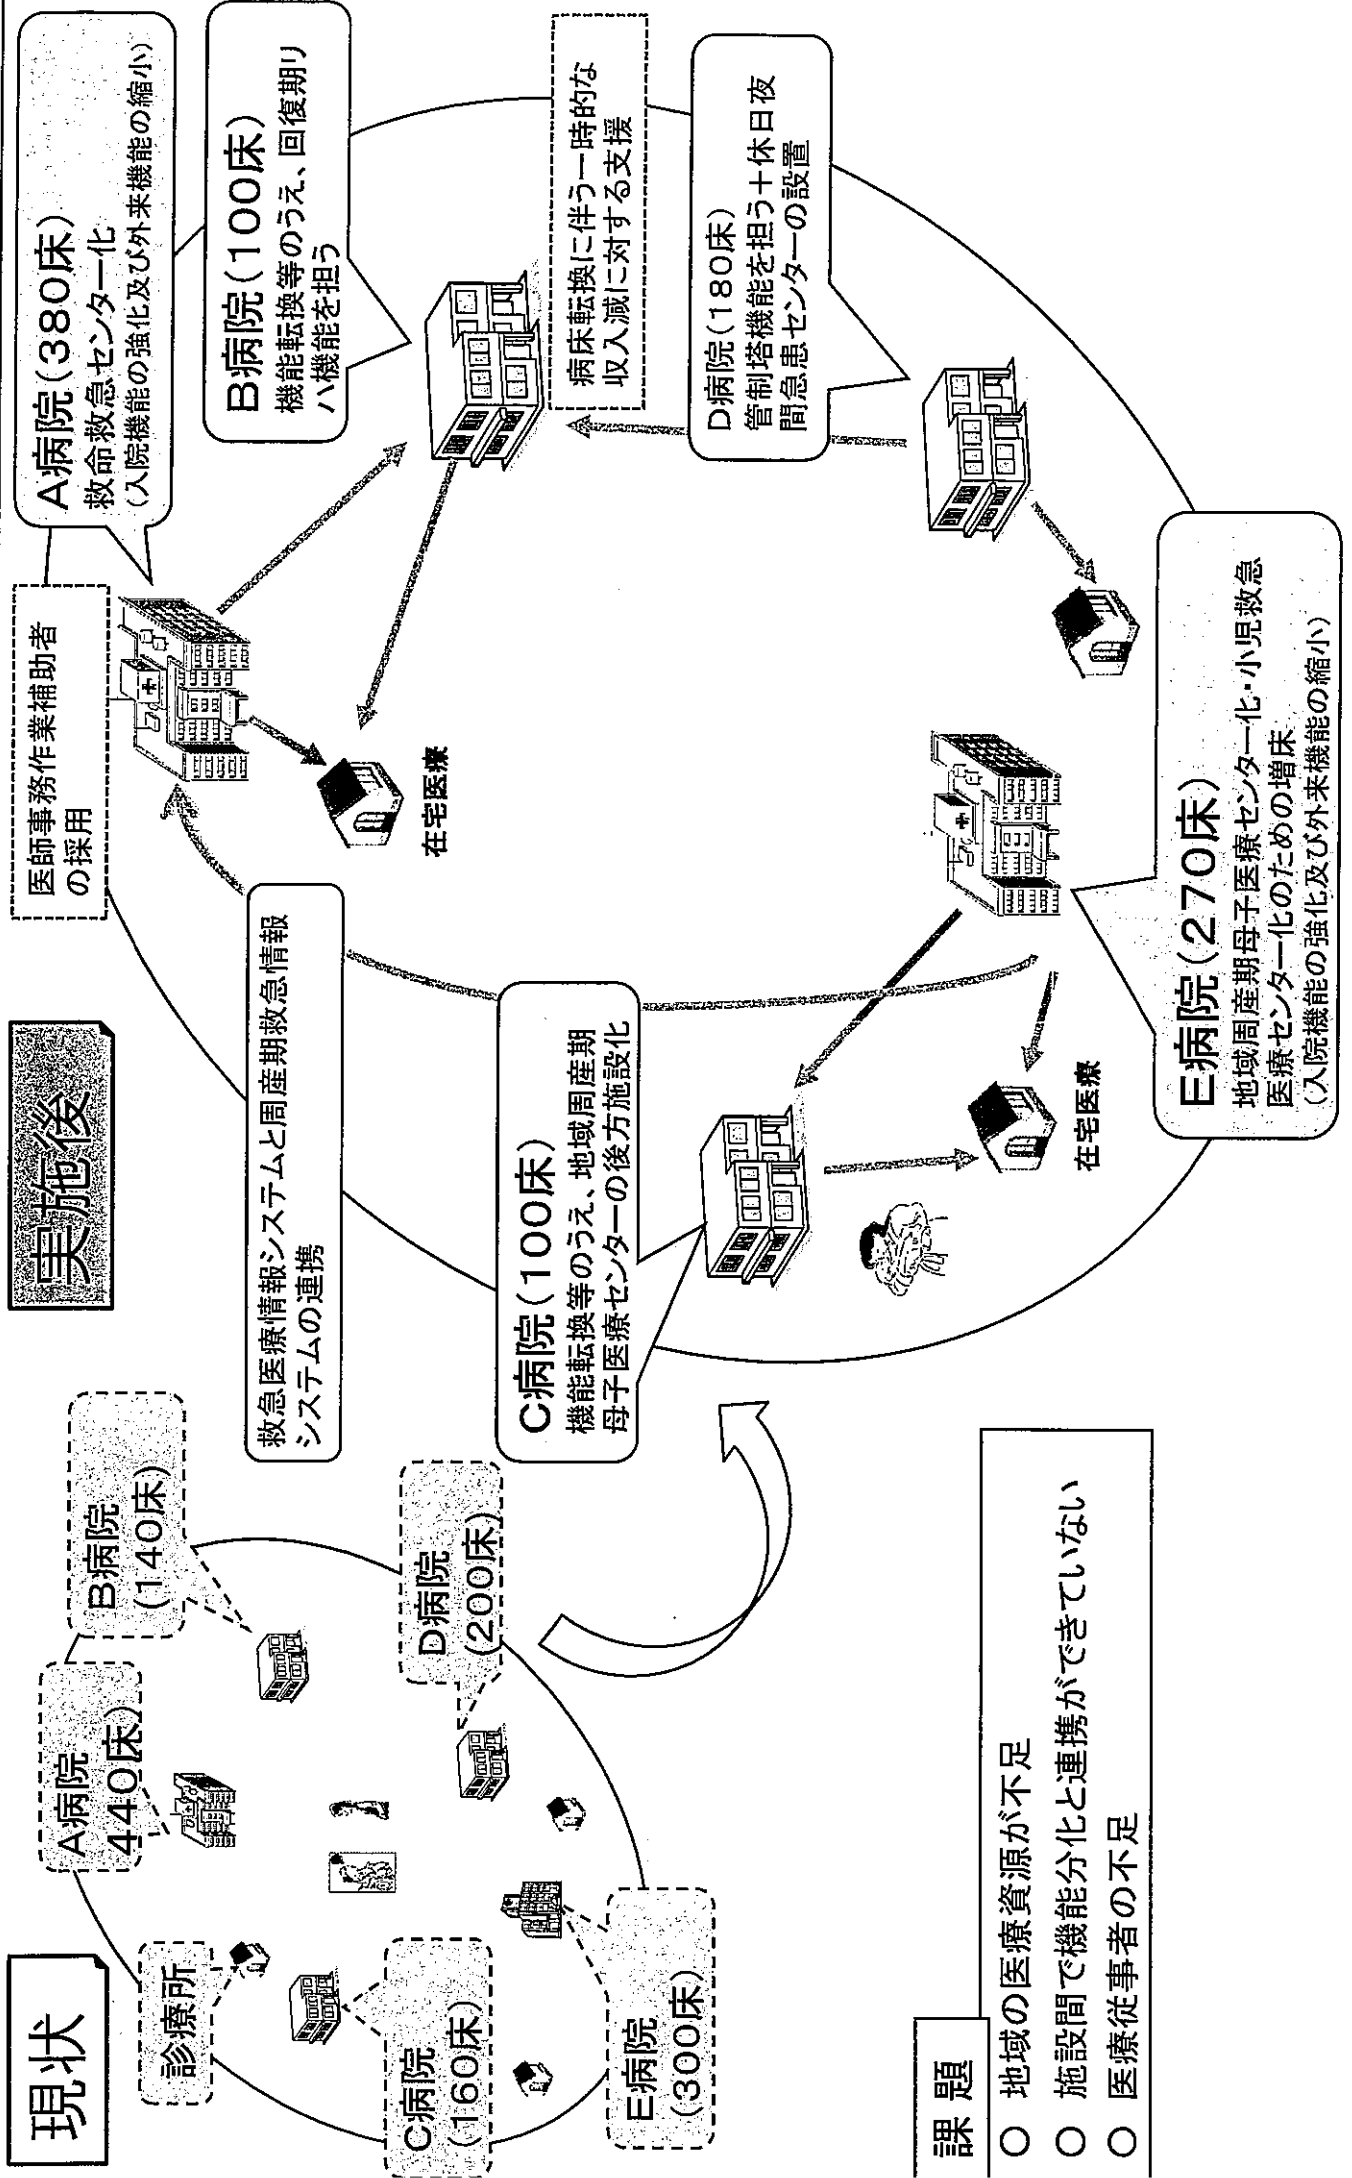 現状
診療所
A病院
440床)
B病院
(140床)
C病院
(160床)
D病院
(200床)
E病院
(300床)
課題
○ 地域の医療資源が不足
○ 施設間で機能分化と連携ができていない
○ 医療従事者の不足
実施後
医師事務作業補助者
の採用
A病院(380床)
救命救急センター化
(入院機能の強化及び外来機能の縮小)
B病院(100床)
機能転換等のうえ、回復期リ
ハ機能を担う
救急医療情報システムと周産期救急情報
システムの連携
在宅医療
病床転換に伴う一時的な
収入減に対する支援
C病院(100床)
機能転換等のうえ、地域周産期
母子医療センターの後方施設化
D病院(180床)
管制塔機能を担う+休日夜
間急患センターの設置
在宅医療
E病院(270床)
地域周産期母子医療センター化・小児救急
医療センター化のための増床
(入院機能の強化及び外来機能の縮小)